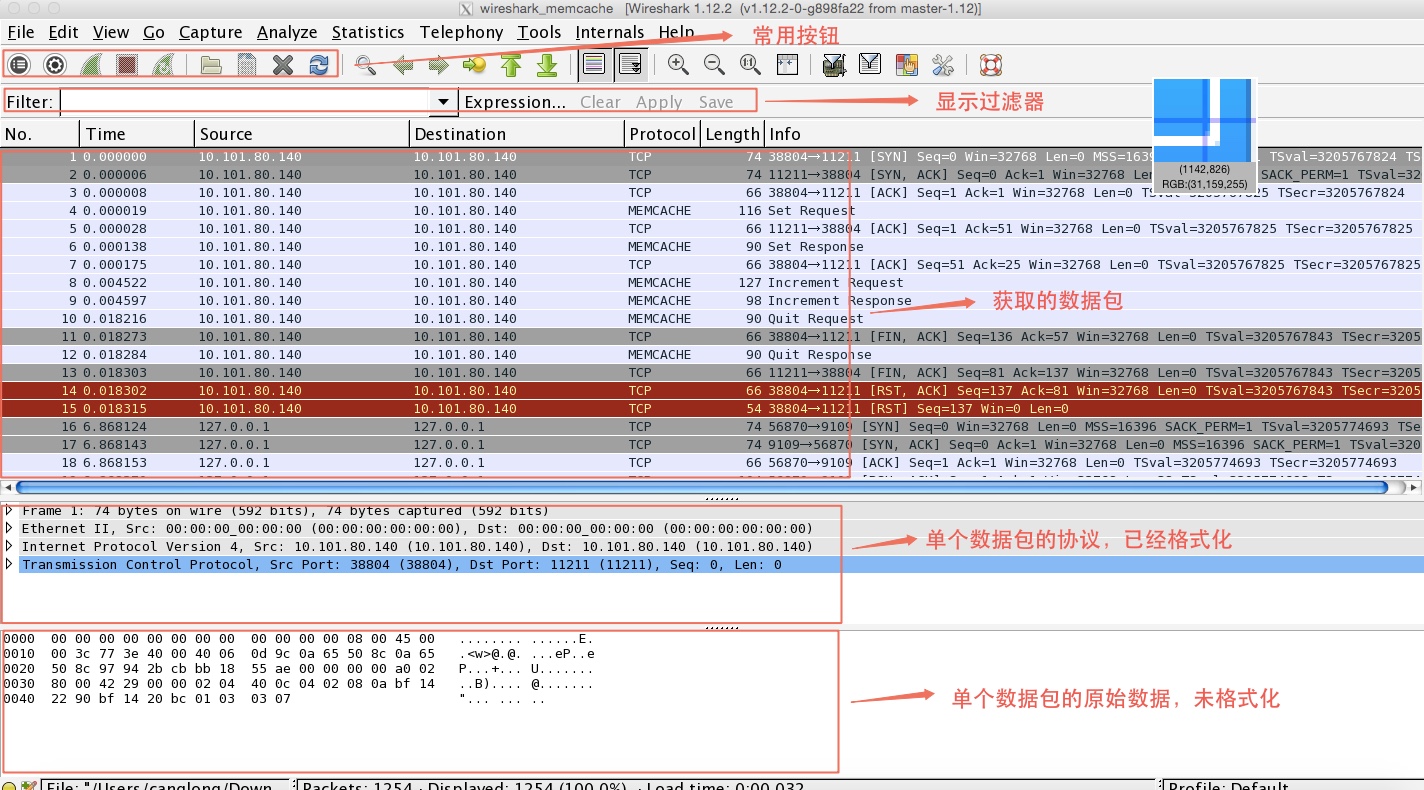 wireshark_memcache [Wireshark 1.12.2 (v1.12.2-0-g898fa22 from master-1.12)]
File Edit View Go Capture Analyze Statistics Telephony Tools Internals Help
常用按钮
Filter: Expression... Clear Apply Save
显示过滤器
No. Time Source Destination Protocol Length Info
1 0.000000 10.101.80.140 10.101.80.140 TCP 74 38804→11211 [SYN] Seq=0 Win=32768 Len=0 TSval=3205767824 TS
2 0.000006 10.101.80.140 10.101.80.140 TCP 74 11211→38804 [SYN, ACK] Seq=0 Ack=1 Win=32768 SACK_PERM=1 TSval=320
(1142,826)
RGB:(31,159,255)
3 0.000008 10.101.80.140 10.101.80.140 TCP 66 38804→11211 [ACK] Seq=1 Ack=1 Win=32768 Len=0 TSval=3205767824 TSecr=3205767824
4 0.000019 10.101.80.140 10.101.80.140 MEMCACHE 116 Set Request
5 0.000028 10.101.80.140 10.101.80.140 TCP 66 11211→38804 [ACK] Seq=1 Ack=51 Win=32768 Len=0 TSval=3205767825 TSecr=3205767825
6 0.000138 10.101.80.140 10.101.80.140 MEMCACHE 90 Set Response
7 0.000175 10.101.80.140 10.101.80.140 TCP 66 38804→11211 [ACK] Seq=51 Ack=25 Win=32768 Len=0 TSval=3205767825 TSecr=3205767825
8 0.004522 10.101.80.140 10.101.80.140 MEMCACHE 127 Increment Request
9 0.004597 10.101.80.140 10.101.80.140 MEMCACHE 98 Increment Response
获取的数据包
10 0.018216 10.101.80.140 10.101.80.140 MEMCACHE 90 Quit Request
11 0.018273 10.101.80.140 10.101.80.140 TCP 66 38804→11211 [FIN, ACK] Seq=136 Ack=57 Win=32768 Len=0 TSval=3205767843 TSecr=3205
12 0.018284 10.101.80.140 10.101.80.140 MEMCACHE 90 Quit Response
13 0.018303 10.101.80.140 10.101.80.140 TCP 66 11211→38804 [FIN, ACK] Seq=81 Ack=137 Win=32768 Len=0 TSval=3205767843 TSecr=3205
14 0.018302 10.101.80.140 10.101.80.140 TCP 66 38804→11211 [RST, ACK] Seq=137 Ack=81 Win=32768 Len=0 TSval=3205767843 TSecr=3205
15 0.018315 10.101.80.140 10.101.80.140 TCP 54 38804→11211 [RST] Seq=137 Win=0 Len=0
16 6.868124 127.0.0.1 127.0.0.1 TCP 74 56870→9109 [SYN] Seq=0 Win=32768 Len=0 MSS=16396 SACK_PERM=1 TSval=3205774693 TSe
17 6.868143 127.0.0.1 127.0.0.1 TCP 74 9109→56870 [SYN, ACK] Seq=0 Ack=1 Win=32768 Len=0 MSS=16396 SACK_PERM=1 TSval=320
18 6.868153 127.0.0.1 127.0.0.1 TCP 66 56870→9109 [ACK] Seq=1 Ack=1 Win=32768 Len=0 TSval=3205774693 TSecr=3205774693
Frame 1: 74 bytes on wire (592 bits), 74 bytes captured (592 bits)
Ethernet II, Src: 00:00:00_00:00:00 (00:00:00:00:00:00), Dst: 00:00:00_00:00:00 (00:00:00:00:00:00)
Internet Protocol Version 4, Src: 10.101.80.140 (10.101.80.140), Dst: 10.101.80.140 (10.101.80.140)
单个数据包的协议，已经格式化
Transmission Control Protocol, Src Port: 38804 (38804), Dst Port: 11211 (11211), Seq: 0, Len: 0
0000 00 00 00 00 00 00 00 00 00 00 00 00 08 00 45 00 ........ ......E.
0010 00 3c 77 3e 40 00 40 06 0d 9c 0a 65 50 8c 0a 65 .<w>@.@. ...eP..e
0020 50 8c 97 94 2b cb bb 18 55 ae 00 00 00 00 a0 02 P...+... U.......
0030 80 00 42 29 00 00 02 04 40 0c 04 02 08 0a bf 14 ..B).... @.......
0040 22 90 bf 14 20 bc 01 03 03 07 "... ... ..
单个数据包的原始数据，未格式化
File: "/Users/canglong/Down Packets: 1254 · Displayed: 1254 (100.0%) · Load time: 0:00.032 Profile: Default